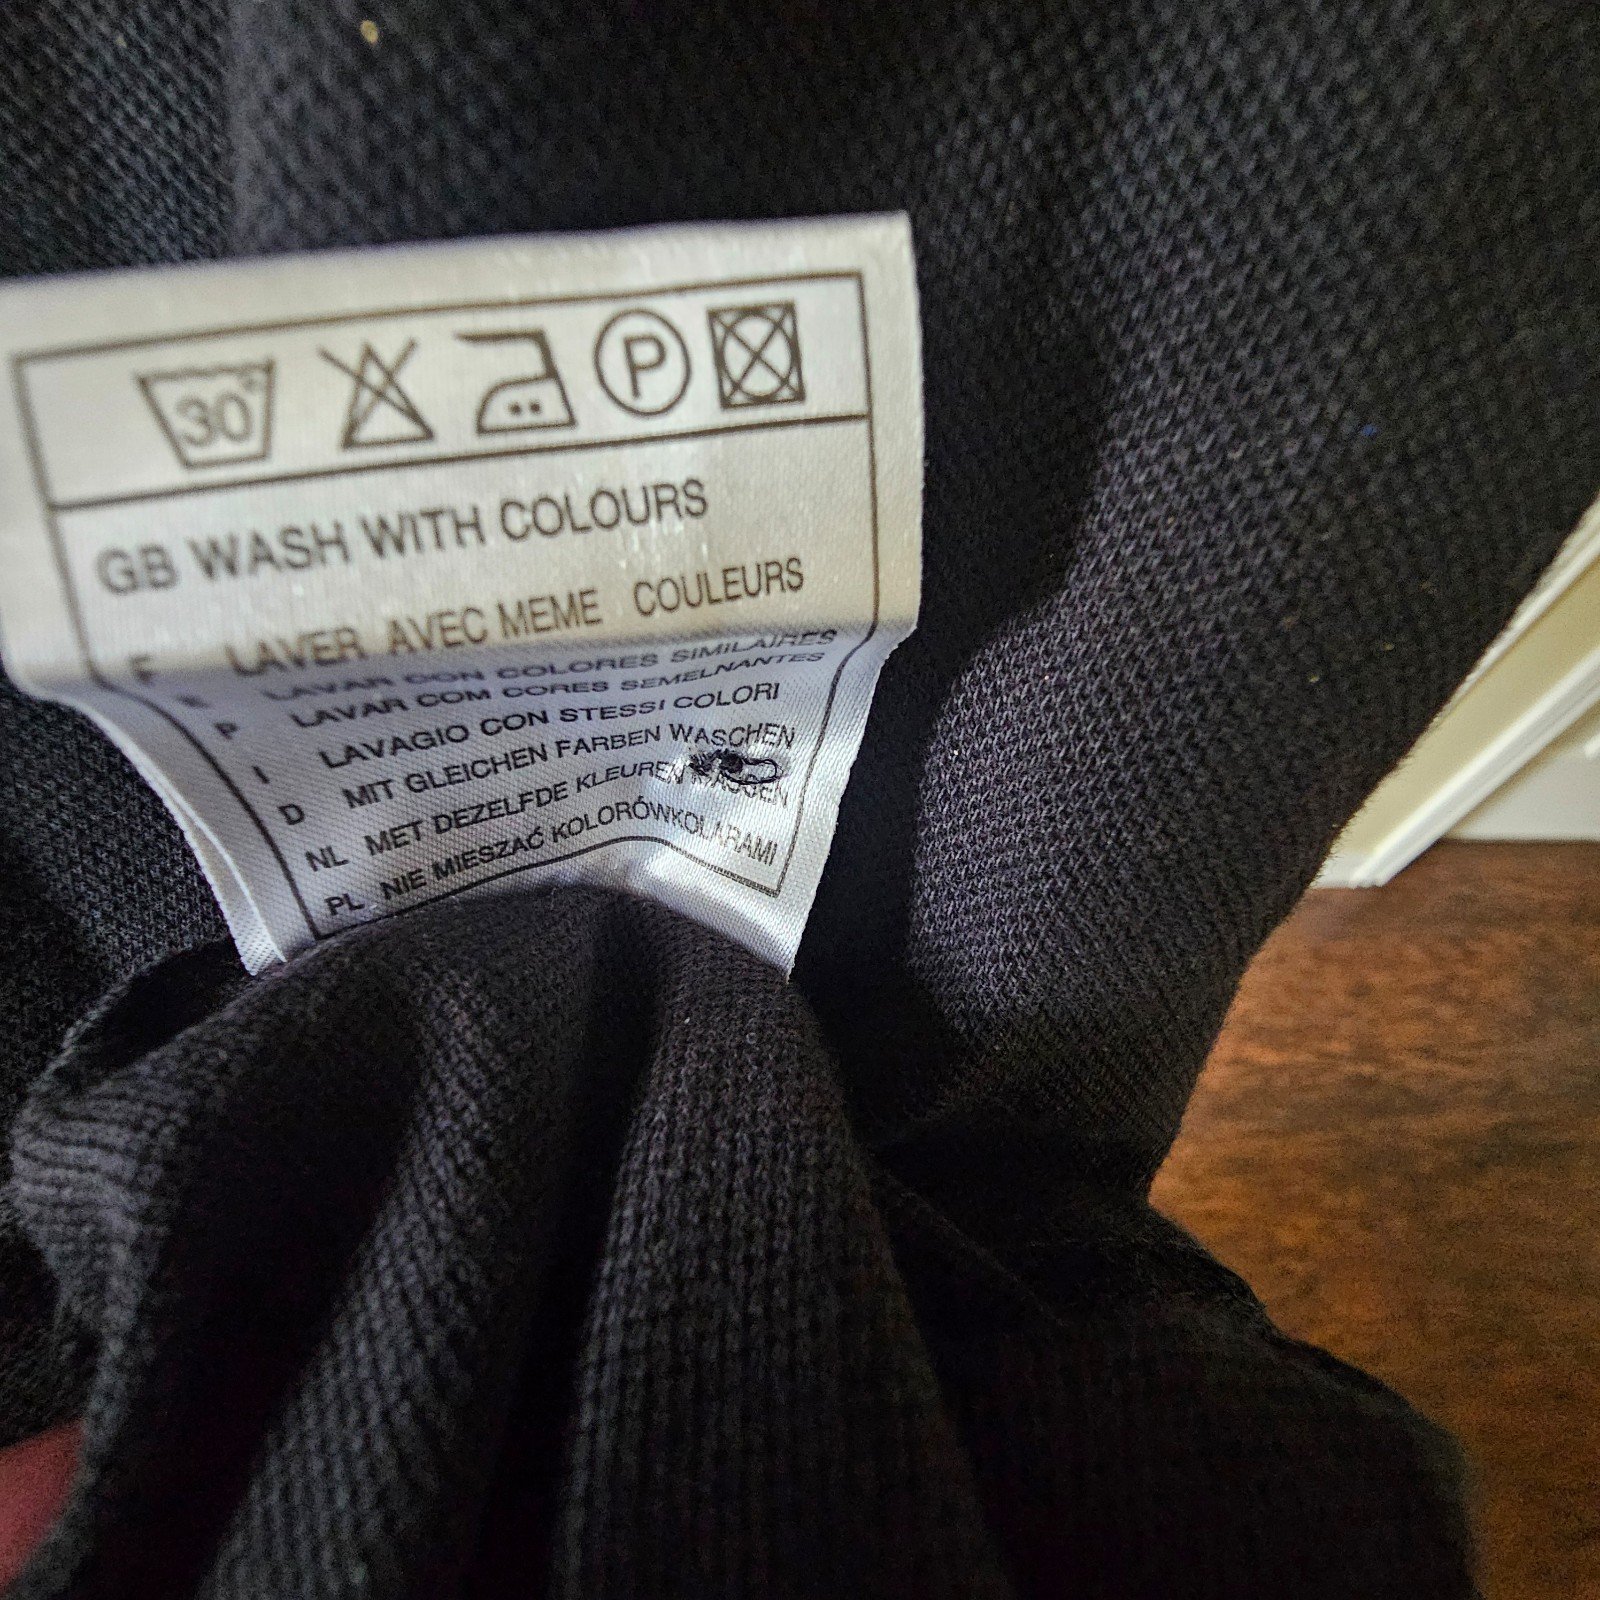 30°
P
GB WASH WITH COLOURS
F LAVER AVEC MEME COULEURS
LAVAR CON COLORES SIMILAIRES
P LAVAR COM CORES SEMELNANTES
I LAVAGIO CON STESSI COLORI
D MIT GLEICHEN FARBEN WASCHEN
NL MET DEZELFDE KLEUREN WASSEN
PL NIE MIESZAĆ KOLORÓWKOLARAMI